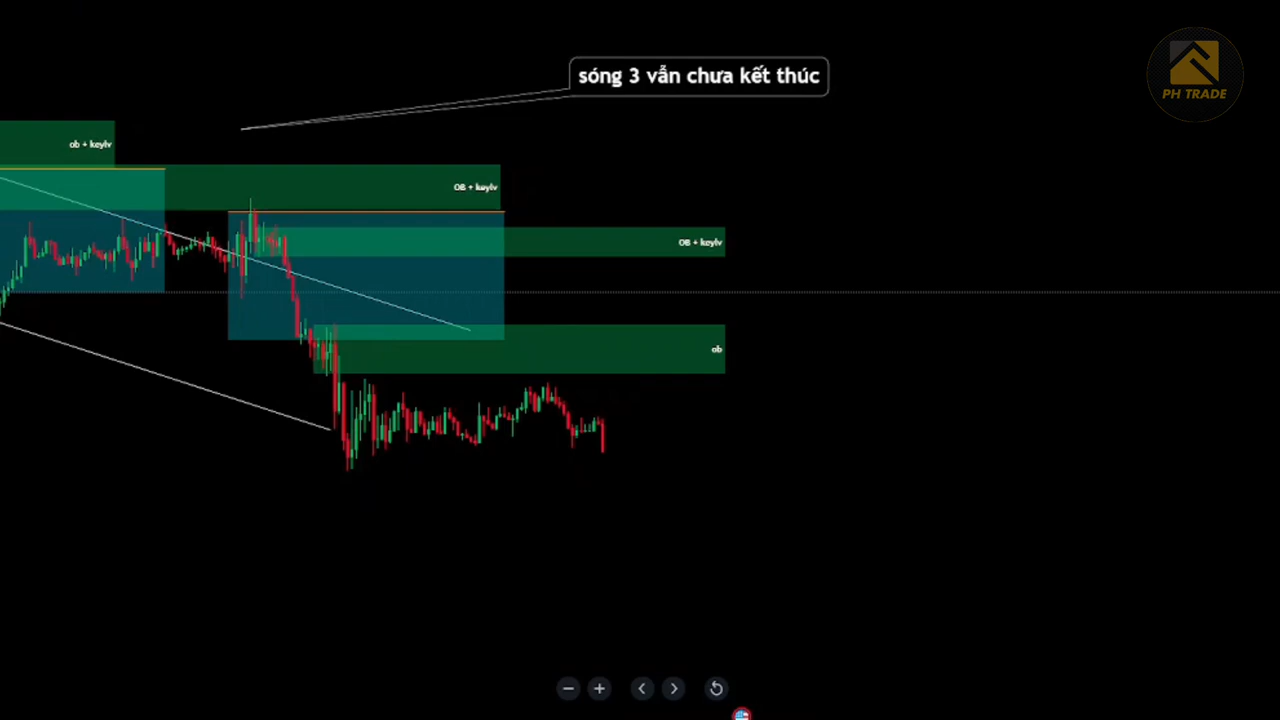 sóng 3 vẫn chưa kết thúc
PH TRADE
ob + keylv
OB + keylv
OB + keylv
ob